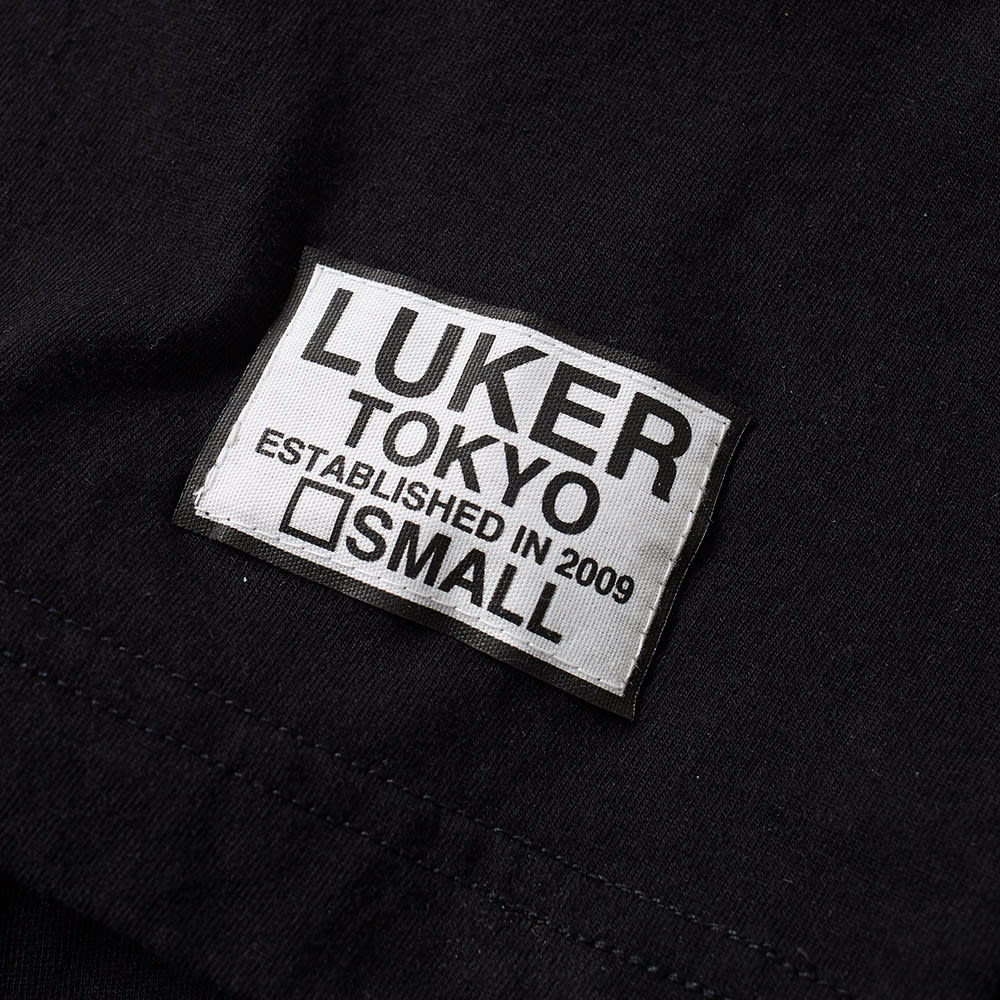 LUKER
TOKYO
ESTABLISHED IN 2009
☐SMALL